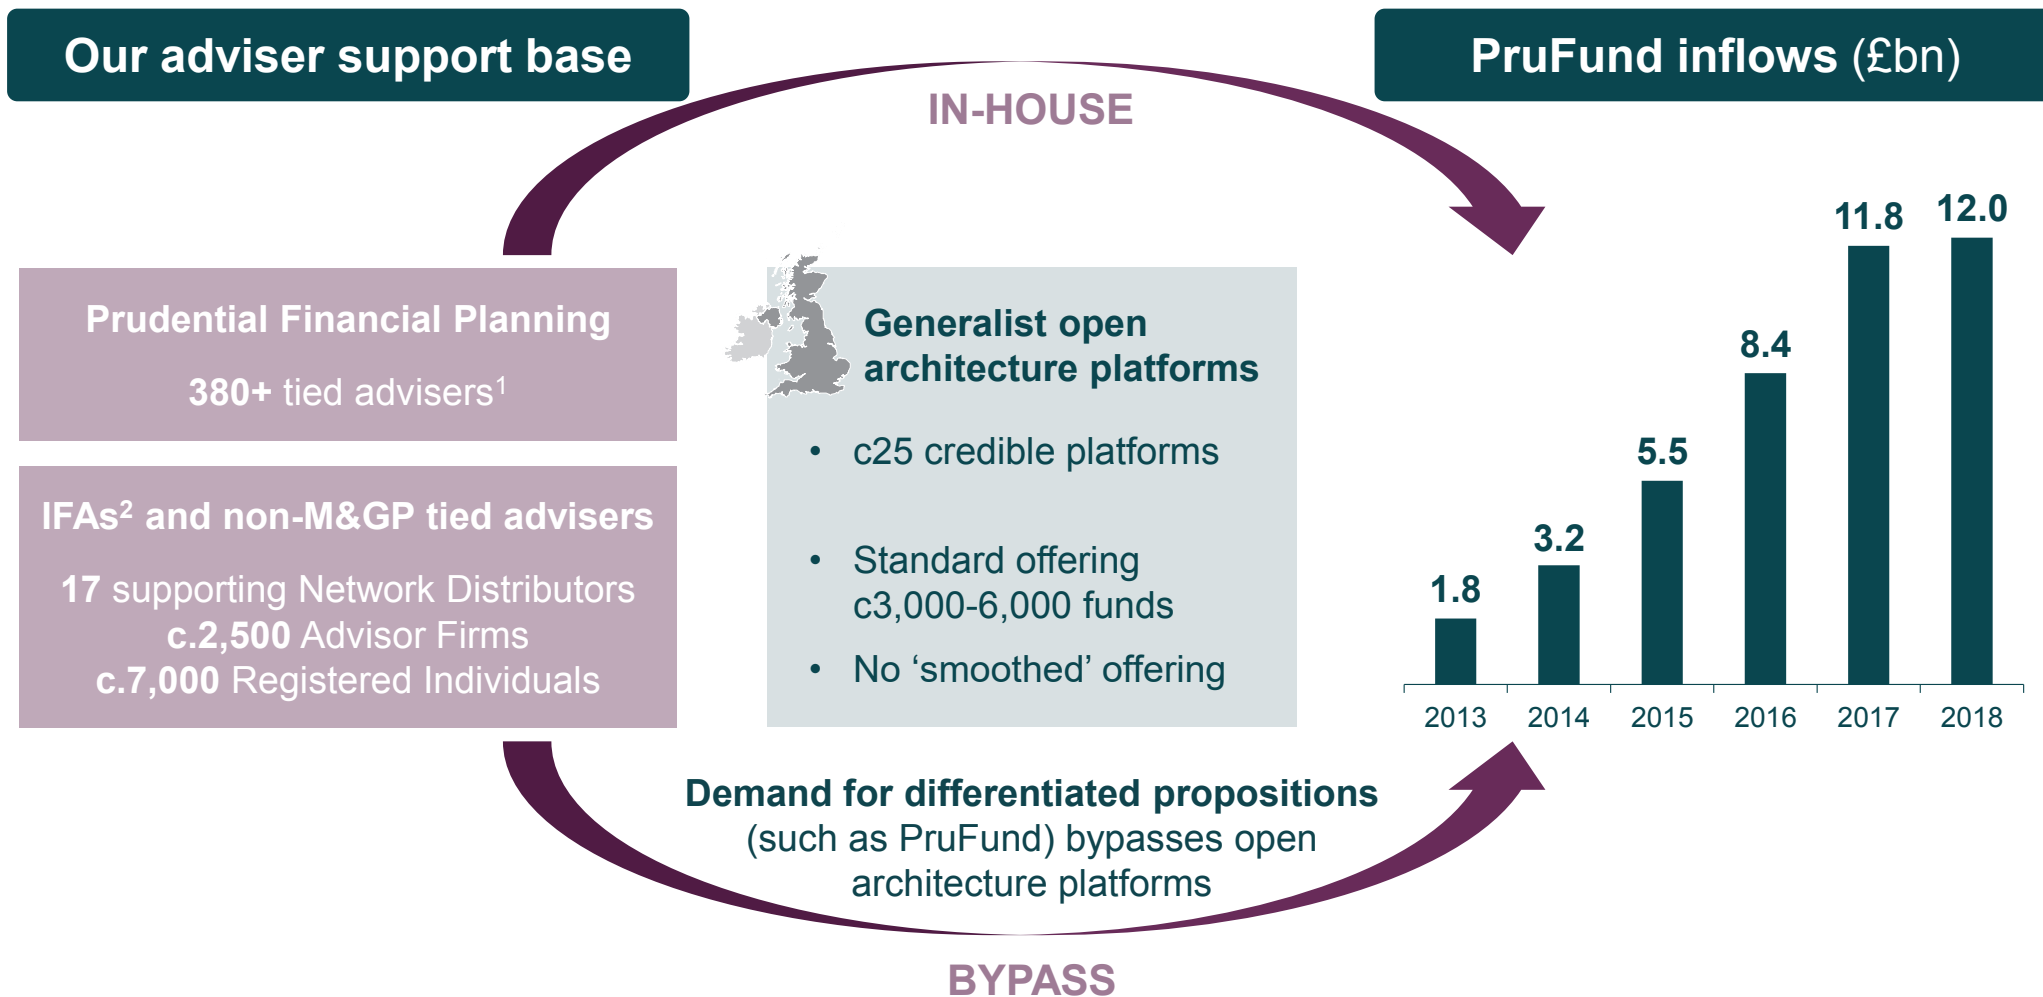 Our adviser support base
IN-HOUSE
PruFund inflows (£bn)
Prudential Financial Planning
380+ tied advisers¹
IFAs² and non-M&GP tied advisers
17 supporting Network Distributors
c.2,500 Advisor Firms
c.7,000 Registered Individuals
Generalist open
architecture platforms
• c25 credible platforms
• Standard offering
c3,000-6,000 funds
• No ‘smoothed’ offering
Demand for differentiated propositions
(such as PruFund) bypasses open
architecture platforms
BYPASS
1.8 3.2 5.5 8.4 11.8 12.0
2013 2014 2015 2016 2017 2018